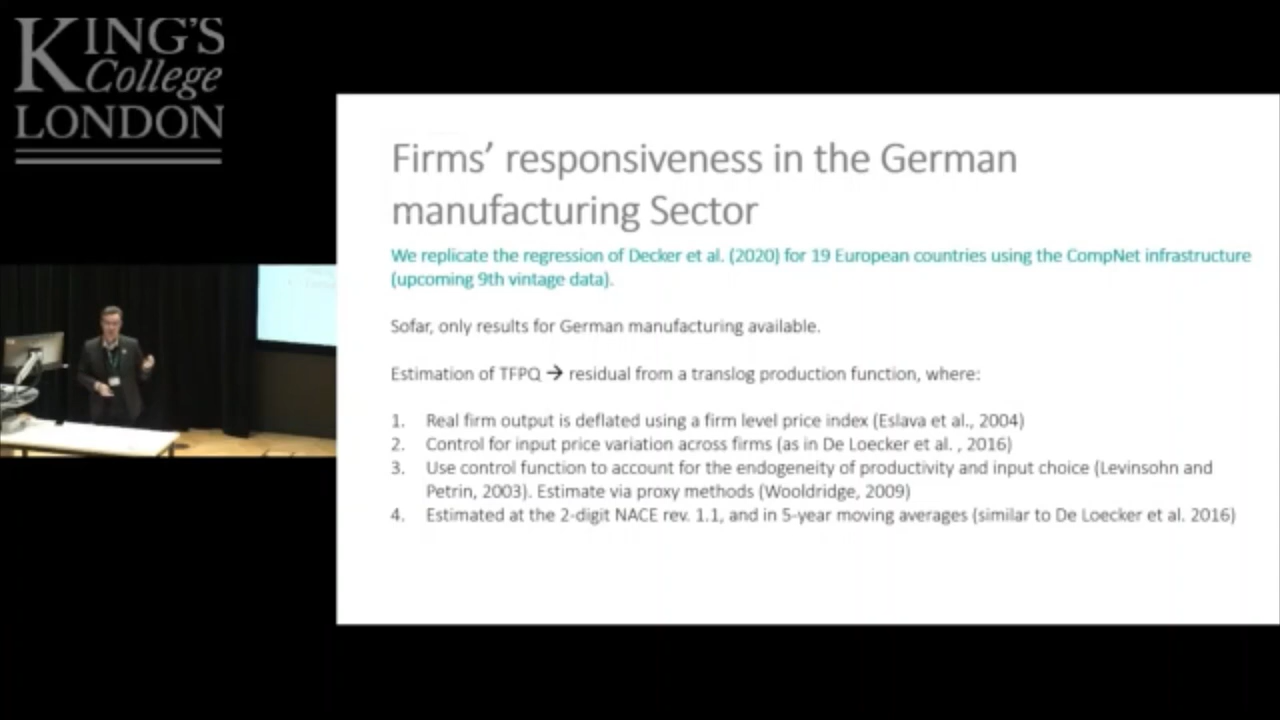 KING'S
College
LONDON
Firms' responsiveness in the German
manufacturing Sector
We replicate the regression of Decker et al. (2020) for 19 European countries using the CompNet infrastructure
(upcoming 9th vintage data).
Sofar, only results for German manufacturing available.
Estimation of TFPQ → residual from a translog production function, where:
1. Real firm output is deflated using a firm level price index (Eslava et al., 2004)
2. Control for input price variation across firms (as in De Loecker et al. , 2016)
3. Use control function to account for the endogeneity of productivity and input choice (Levinsohn and
Petrin, 2003). Estimate via proxy methods (Wooldridge, 2009)
4. Estimated at the 2-digit NACE rev. 1.1, and in 5-year moving averages (similar to De Loecker et al. 2016)